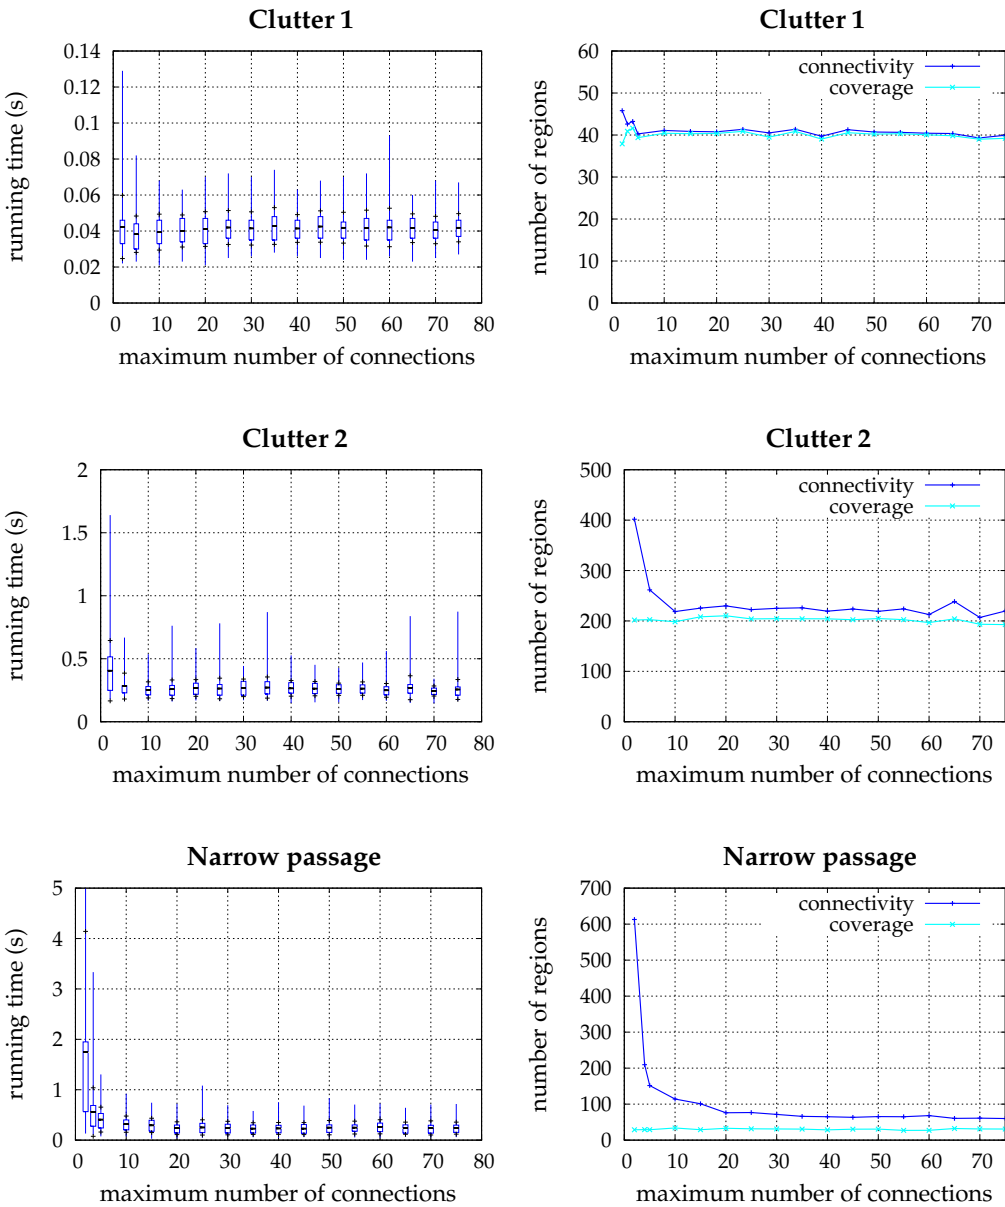 Clutter 1
0.14
0.12
0.1
0.08
0.06
0.04
0.02
0
running time (s)
0 10 20 30 40 50 60 70 80
maximum number of connections
Clutter 1
60
50
40
30
20
10
0
number of regions
connectivity
coverage
0 10 20 30 40 50 60 70
maximum number of connections
Clutter 2
2
1.5
1
0.5
0
running time (s)
0 10 20 30 40 50 60 70 80
maximum number of connections
Clutter 2
500
400
300
200
100
0
number of regions
connectivity
coverage
0 10 20 30 40 50 60 70
maximum number of connections
Narrow passage
5
4
3
2
1
0
running time (s)
0 10 20 30 40 50 60 70 80
maximum number of connections
Narrow passage
700
600
500
400
300
200
100
0
number of regions
connectivity
coverage
0 10 20 30 40 50 60 70
maximum number of connections